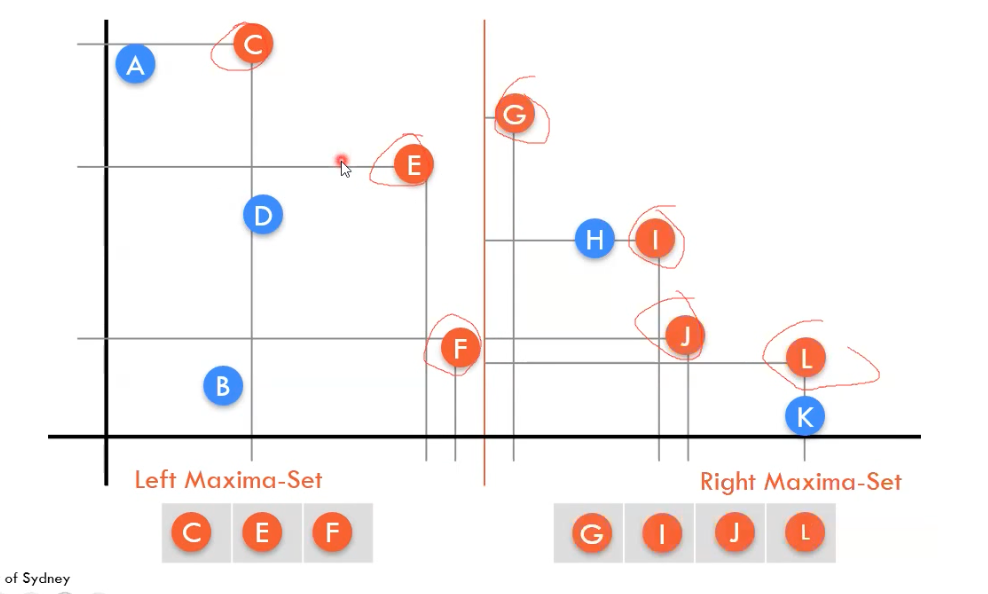 C
A
G
E
D
H I
J
F
L
B
K
Left Maxima-Set
Right Maxima-Set
C E F
G I J L
of Sydney